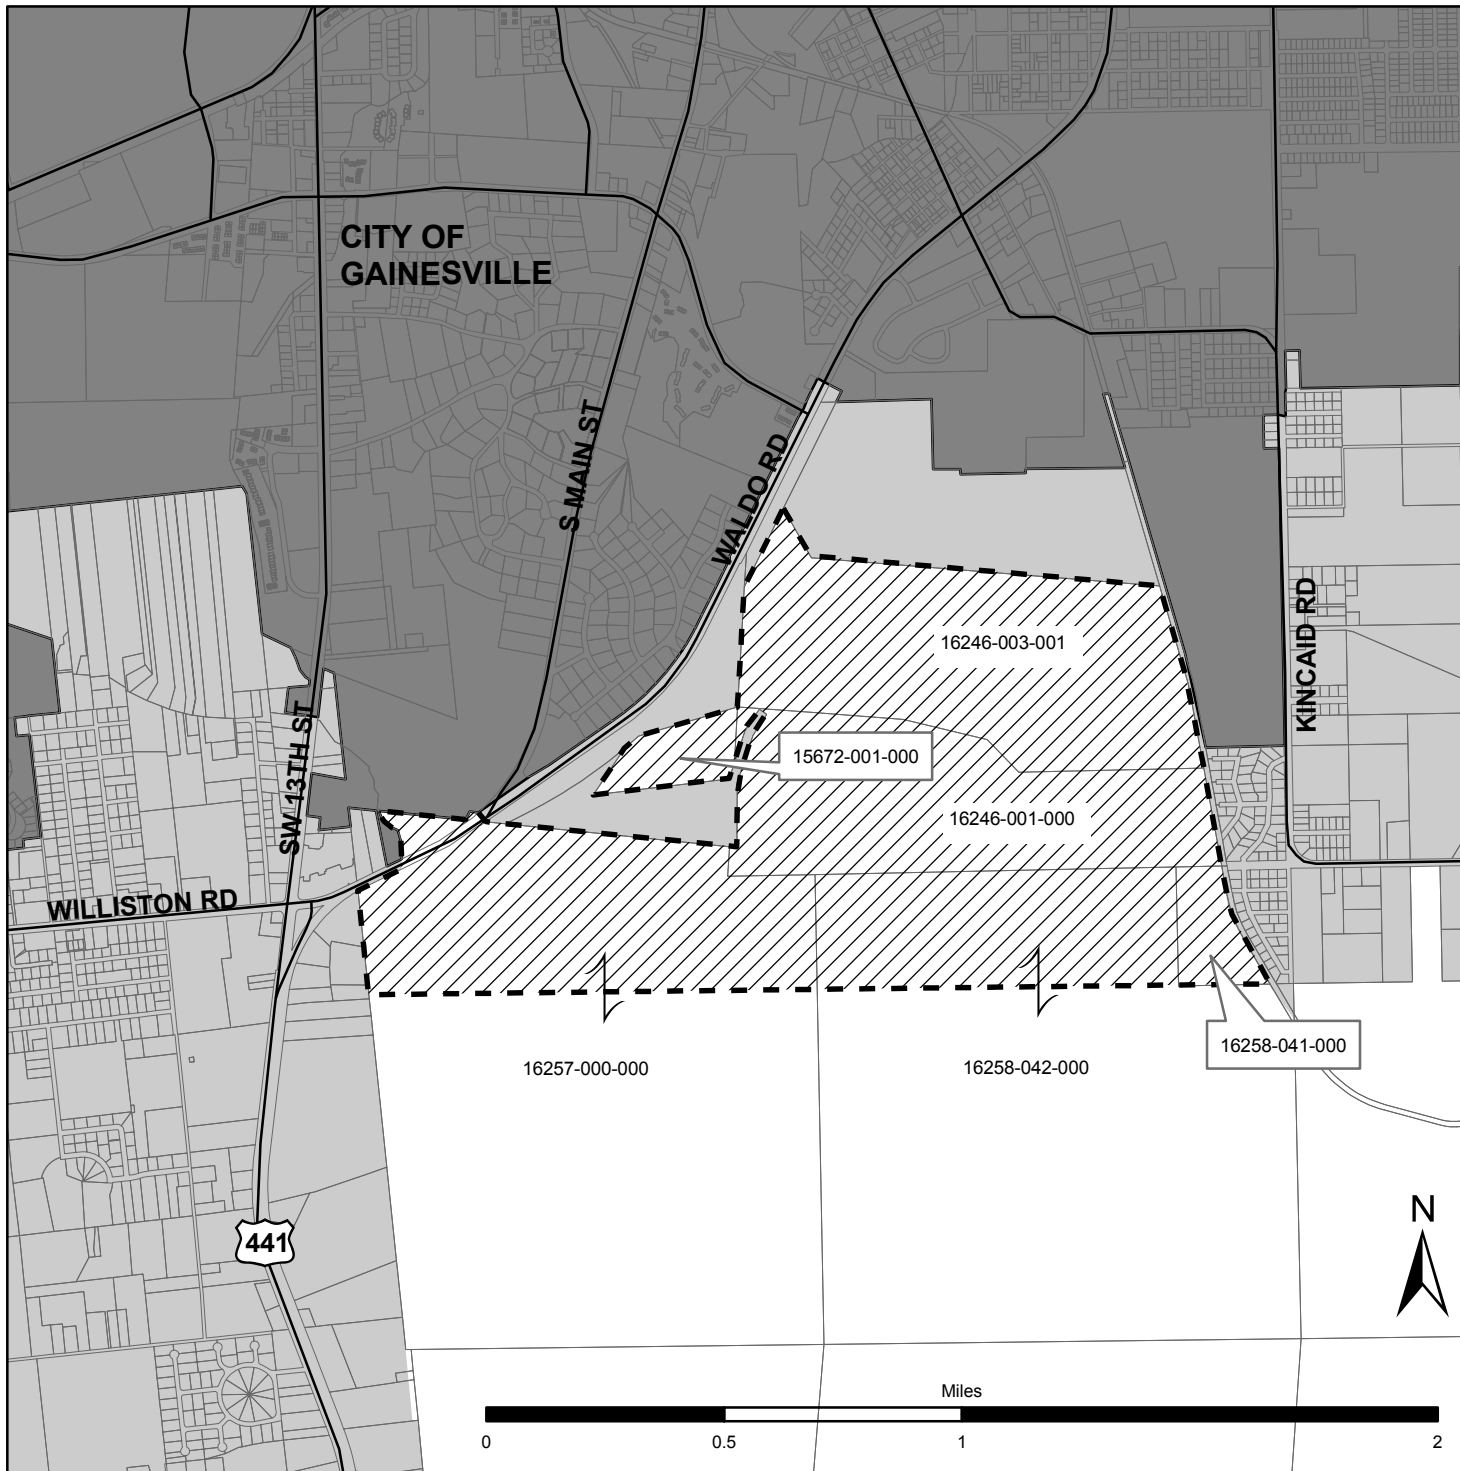 CITY OF
GAINESVILLE
S MAIN ST
WALDO RD
KINCAID RD
16246-003-001
SW 13TH ST
15672-001-000
16246-001-000
WILLISTON RD
16258-041-000
16257-000-000
16258-042-000
N
441
Miles
0 0.5 1 2